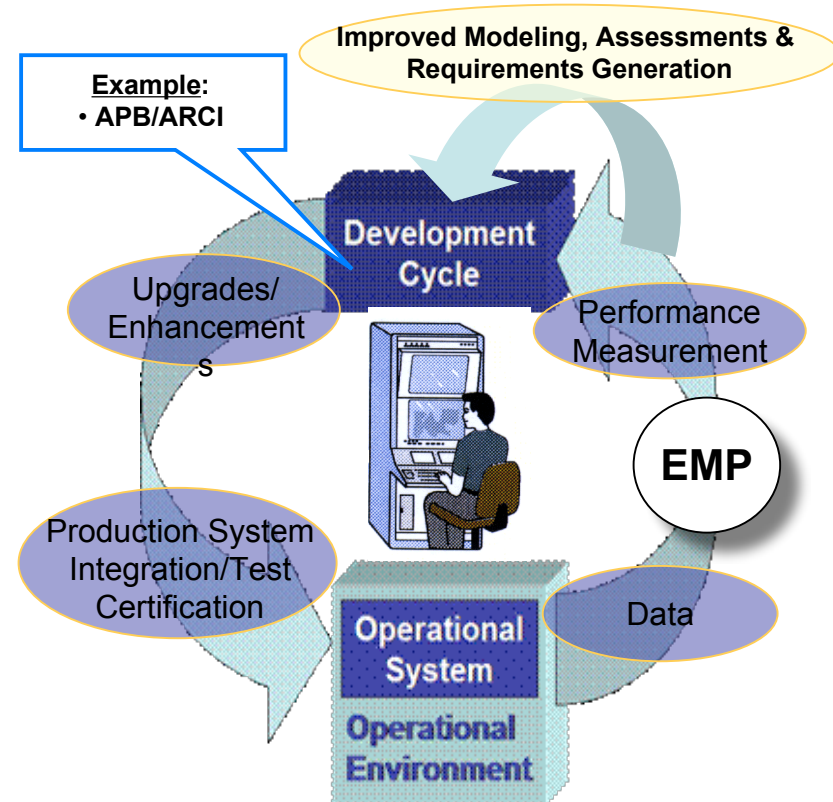 Improved Modeling, Assessments &
Requirements Generation
Example:
• APB/ARCI
Development
Cycle
Upgrades/
Enhancement
s
Performance
Measurement
EMP
Production System
Integration/Test
Certification
Data
Operational
System
Operational
Environment